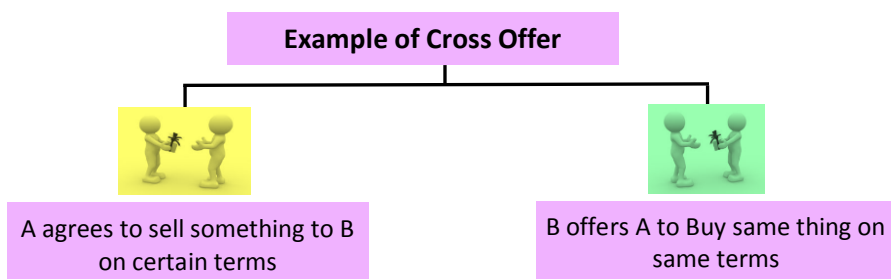 Example of Cross Offer
A agrees to sell something to B
on certain terms
B offers A to Buy same thing on
same terms